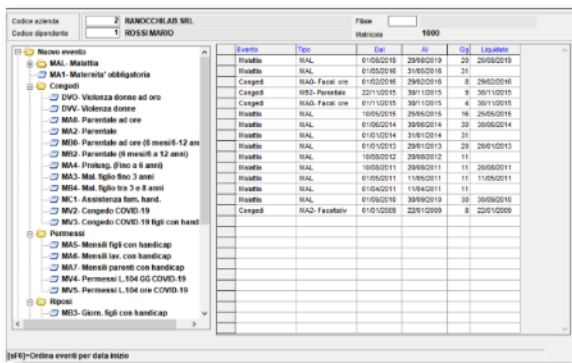 Codice azienda 2 RANOCCHILAB SRL Filiale
Codice dipendente 1 ROSSI MARIO Matricola 1000
Nuovo evento
MAL- Malattia
MA1- Maternita' obbligatoria
Congedi
DVO- Violenza donne ad ore
DVV- Violenza donne
MA0- Parentale ad ore
MA2- Parentale
MB0- Parentale ad ore (6 mesi/6-12 an
MB2- Parentale (6 mesi/6 a 12 anni)
MA4- Prolung. (Fino a 6 anni)
MA3- Mal. figlio fino 3 anni
MB4- Mal. figlio tra 3 e 8 anni
MC1- Assistenza fam. hand.
MV2- Congedo COVID-19
MV3- Congedo COVID-19 figli con hand
Permessi
MA5- Mensili figli con handicap
MA6- Mensili lav. con handicap
MA7- Mensili parenti con handicap
MV4- Permessi L.104 GG COVID-19
MV5- Permessi L.104 ore COVID-19
Riposi
MB3- Giorn. figli con handicap
Evento Tipo Dal Al Gg Liquidato
Malattia MAL 01/08/2019 20/08/2019 20 20/08/2019
Malattia MAL 01/05/2016 31/05/2016 31
Congedi MA0- Facol. ore 01/02/2016 29/02/2016 8 29/02/2016
Congedi MB2- Parentale 22/11/2015 30/11/2015 9 30/11/2015
Congedi MA0- Facol. ore 01/11/2015 30/11/2015 4 30/11/2015
Malattia MAL 10/05/2015 25/05/2015 16 25/05/2015
Malattia MAL 01/06/2014 30/06/2014 30 30/06/2014
Malattia MAL 01/01/2014 31/01/2014 31
Malattia MAL 01/01/2013 20/01/2013 20 20/01/2013
Malattia MAL 10/08/2012 20/08/2012 11
Malattia MAL 10/08/2011 20/08/2011 11 20/08/2011
Malattia MAL 01/05/2011 11/05/2011 11 11/05/2011
Malattia MAL 01/04/2011 11/04/2011 11
Malattia MAL 01/09/2010 30/09/2010 30 30/09/2010
Congedi MA2- Facoltativ 01/01/2009 22/01/2009 8 22/01/2009
[sF6]=Ordina eventi per data inizio